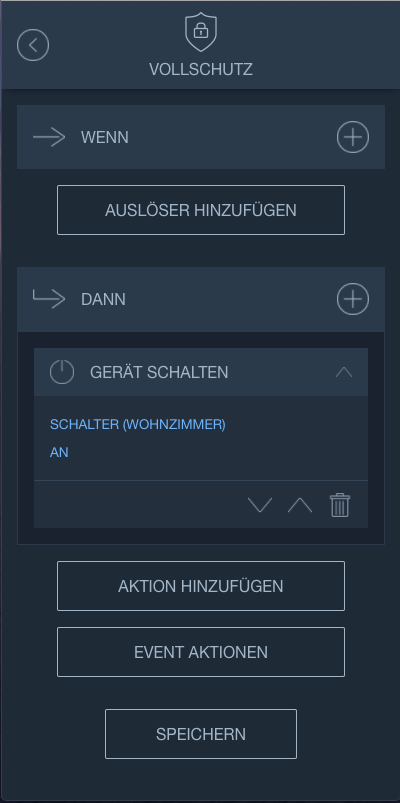 VOLLSCHUTZ
WENN
AUSLÖSER HINZUFÜGEN
DANN
GERÄT SCHALTEN
SCHALTER (WOHNZIMMER)
AN
AKTION HINZUFÜGEN
EVENT AKTIONEN
SPEICHERN